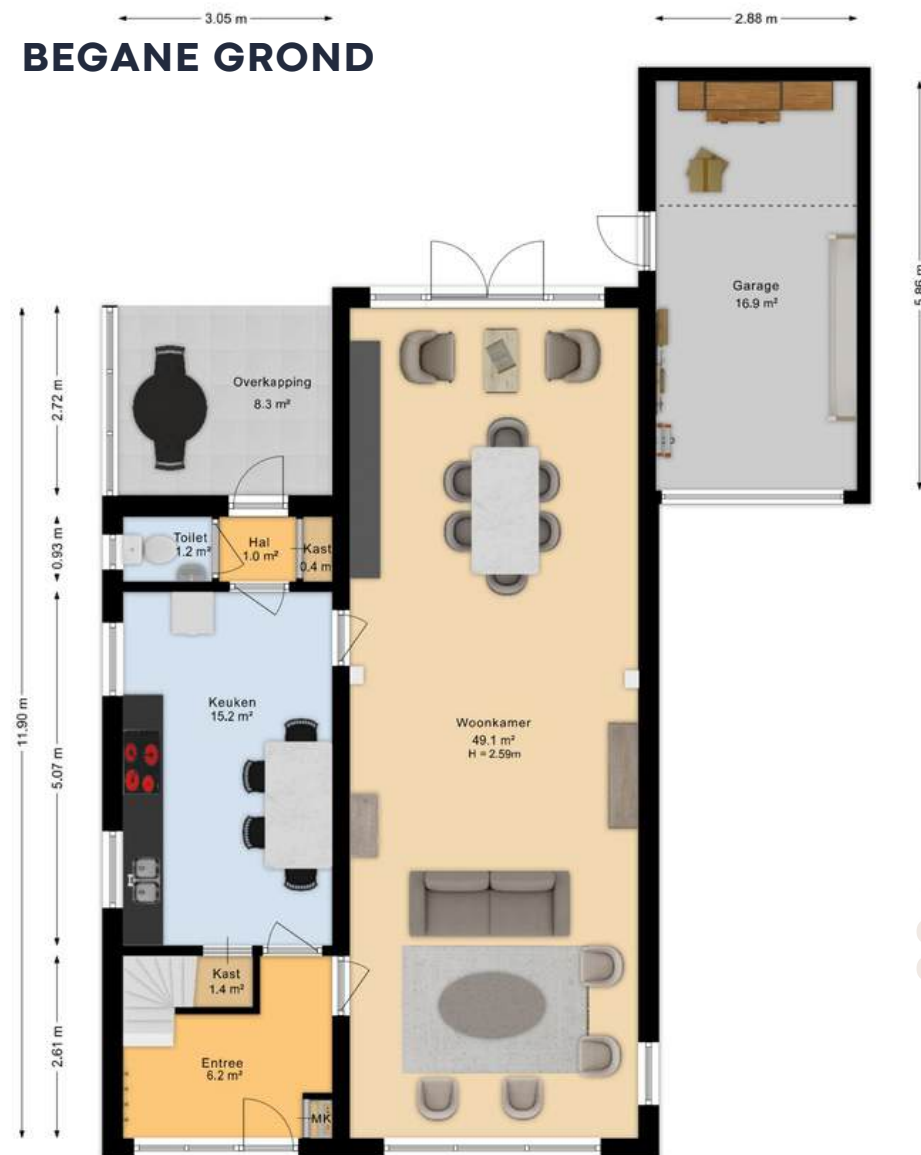 3.05 m
2.88 m
BEGANE GROND
5.86 m
Garage
16.9 m²
2.72 m
Overkapping
8.3 m²
0.93 m
Toilet
1.2 m²
Hal
1.0 m²
Kast
0.4 m
11.90 m
5.07 m
Keuken
15.2 m²
Woonkamer
49.1 m²
H = 2.59m
Kast
1.4 m²
2.61 m
Entree
6.2 m²
MK